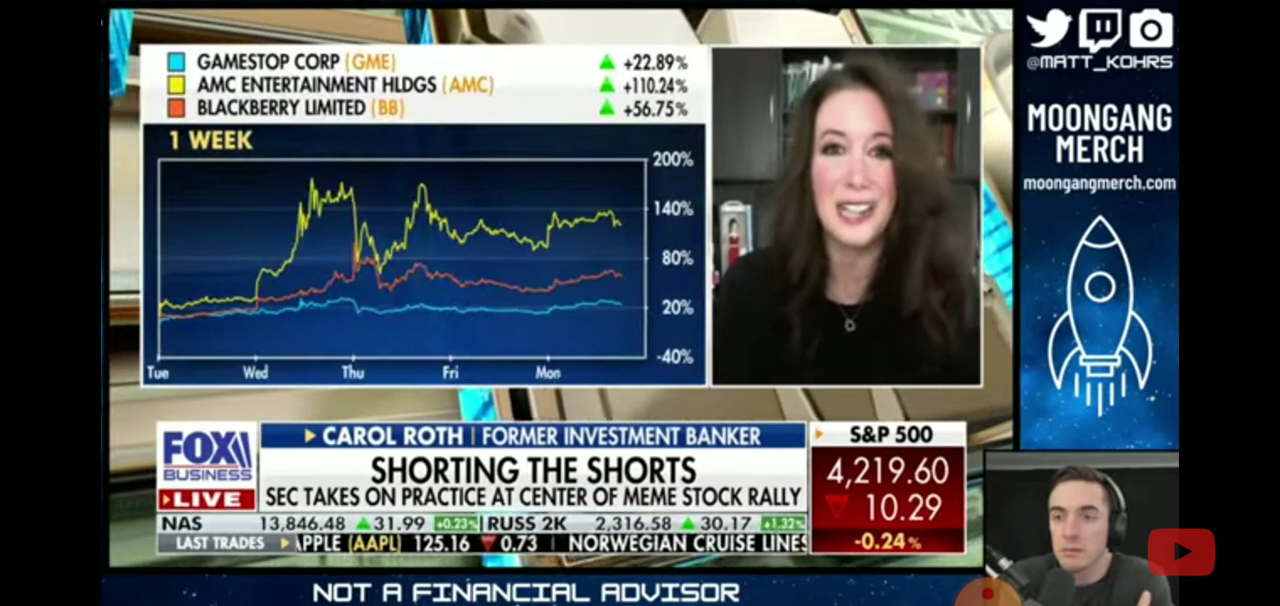 GAMESTOP CORP (GME) +22.89%
AMC ENTERTAINMENT HLDGS (AMC) +110.24%
BLACKBERRY LIMITED (BB) +56.75%
1 WEEK
200%
140%
80%
20%
-40%
Tue Wed Thu Fri Mon
@MATT_KOHRS
MOONGANG
MERCH
moongangmerch.com
FOX
BUSINESS
LIVE
CAROL ROTH | FORMER INVESTMENT BANKER
SHORTING THE SHORTS
SEC TAKES ON PRACTICE AT CENTER OF MEME STOCK RALLY
S&P 500
4,219.60
10.29
-0.24%
NAS 13,846.48 31.99 +0.23% RUSS 2K 2,316.58 30.17 +1.32%
LAST TRADES APPLE (AAPL) 125.16 0.73 NORWEGIAN CRUISE LINES
NOT A FINANCIAL ADVISOR